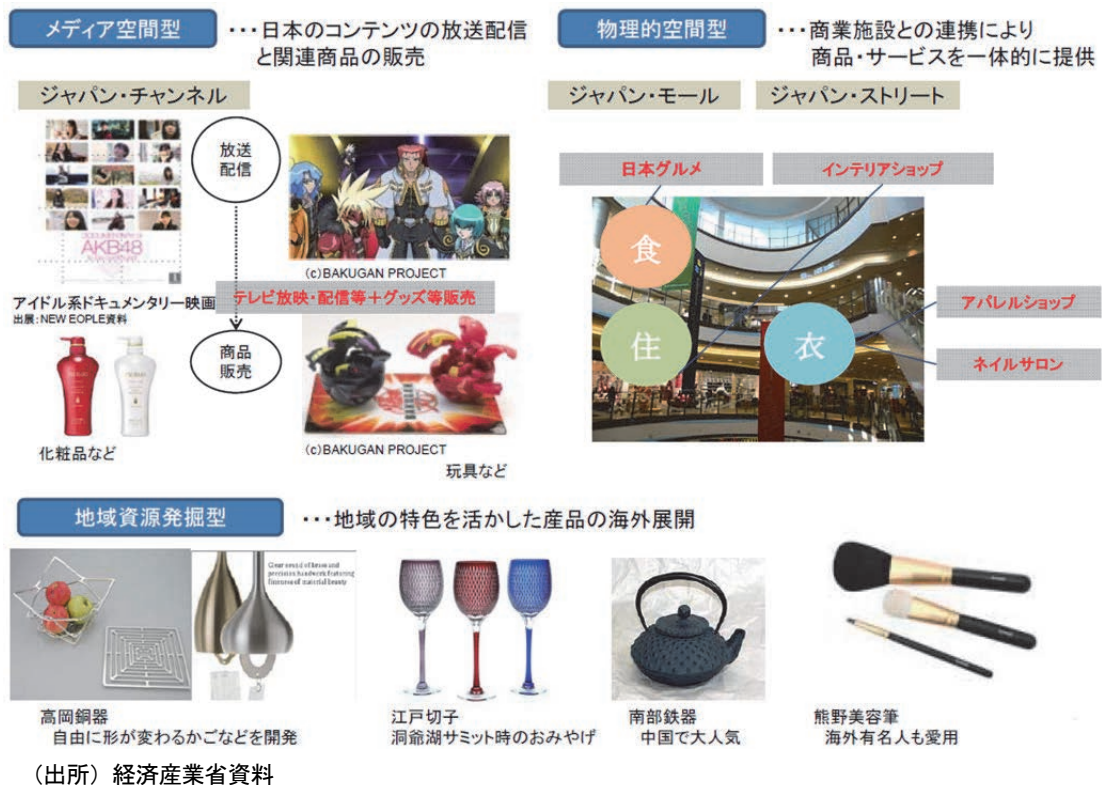 メディア空間型
・・・日本のコンテンツの放送配信
と関連商品の販売
ジャパン・チャンネル
放送
配信
AKB48
(c)BAKUGAN PROJECT
アイドル系ドキュメンタリー映画
出展:NEW EOPLE資料
テレビ放映・配信等+グッズ等販売
商品
販売
化粧品など
(c)BAKUGAN PROJECT
玩具など
物理的空間型
・・・商業施設との連携により
商品・サービスを一体的に提供
ジャパン・モール
ジャパン・ストリート
日本グルメ
インテリアショップ
食
住
衣
アパレルショップ
ネイルサロン
地域資源発掘型
・・・地域の特色を活かした産品の海外展開
高岡銅器
自由に形が変わるかごなどを開発
江戸切子
洞爺湖サミット時のおみやげ
南部鉄器
中国で大人気
熊野美容筆
海外有名人も愛用
(出所)経済産業省資料